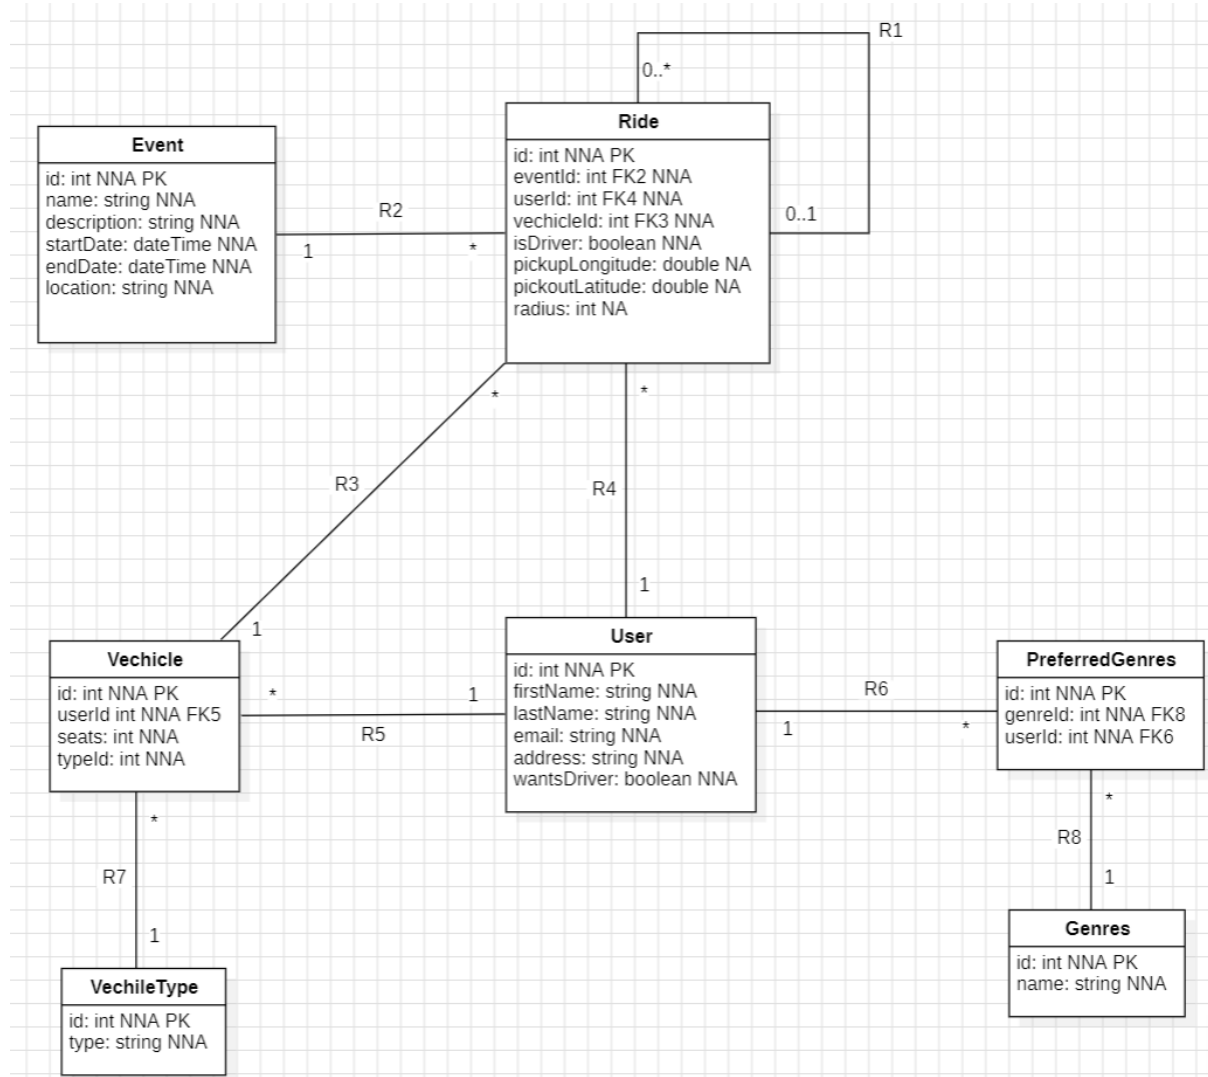 R1
0..*
Ride
id: int NNA PK
eventId: int FK2 NNA
userId: int FK4 NNA
vechicleId: int FK3 NNA
isDriver: boolean NNA
pickupLongitude: double NA
pickoutLatitude: double NA
radius: int NA
0..1
Event
id: int NNA PK
name: string NNA
description: string NNA
startDate: dateTime NNA
endDate: dateTime NNA
location: string NNA
R2
1
*
*
R3
1
*
R4
1
Vechicle
id: int NNA PK
userId int NNA FK5
seats: int NNA
typeId: int NNA
*
R5
1
User
id: int NNA PK
firstName: string NNA
lastName: string NNA
email: string NNA
address: string NNA
wantsDriver: boolean NNA
R6
1
*
PreferredGenres
id: int NNA PK
genreId: int NNA FK8
userId: int NNA FK6
*
R8
1
Genres
id: int NNA PK
name: string NNA
*
R7
1
VechileType
id: int NNA PK
type: string NNA